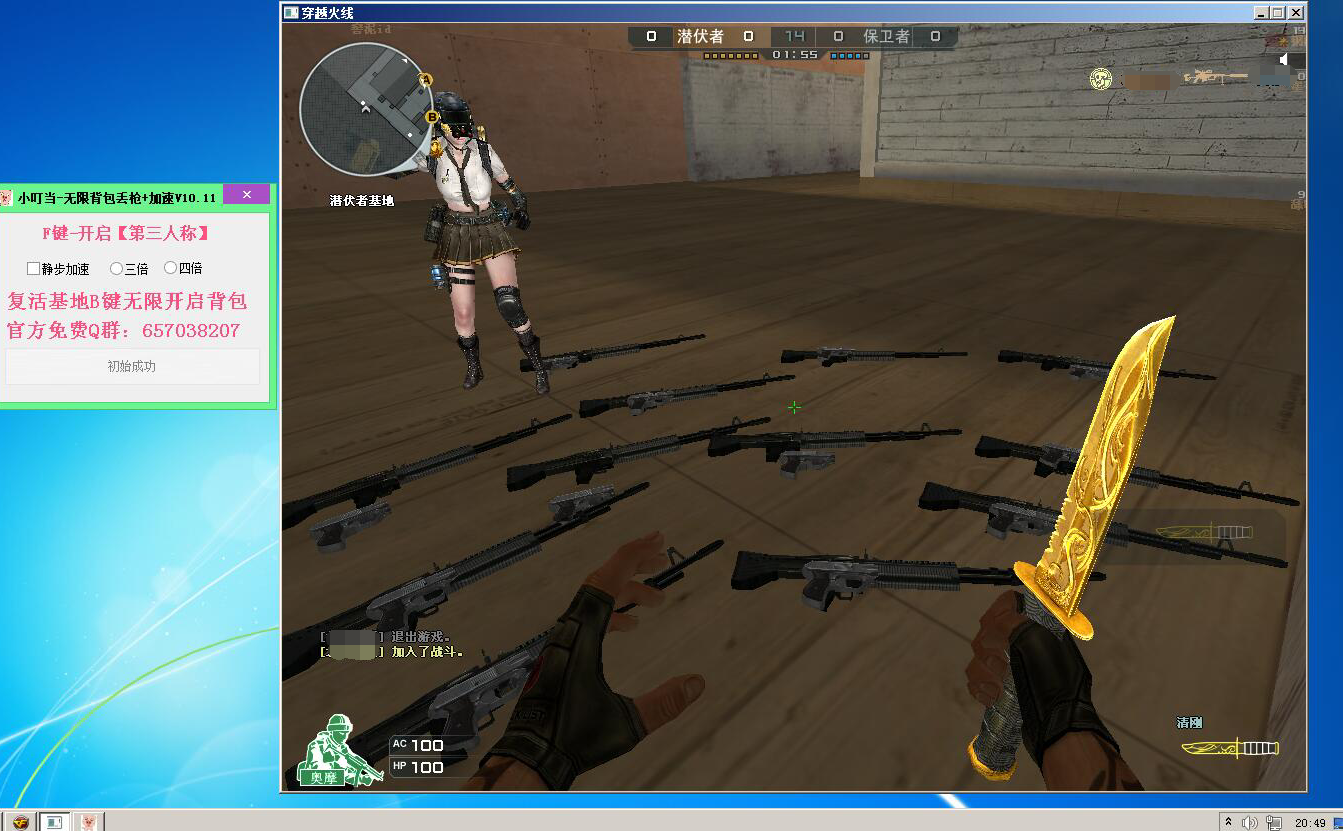 穿越火线
0 潜伏者 0 14 0 保卫者 0
01:55
A
B
潜伏者基地
小叮当-无限背包丢枪+加速V10.11
F键-开启【第三人称】
静步加速 三倍 四倍
复活基地B键无限开启背包
官方免费Q群：657038207
初始成功
[ ] 退出游戏。
[ ] 加入了战斗。
清刚
AC 100
HP 100
奥摩
20:49